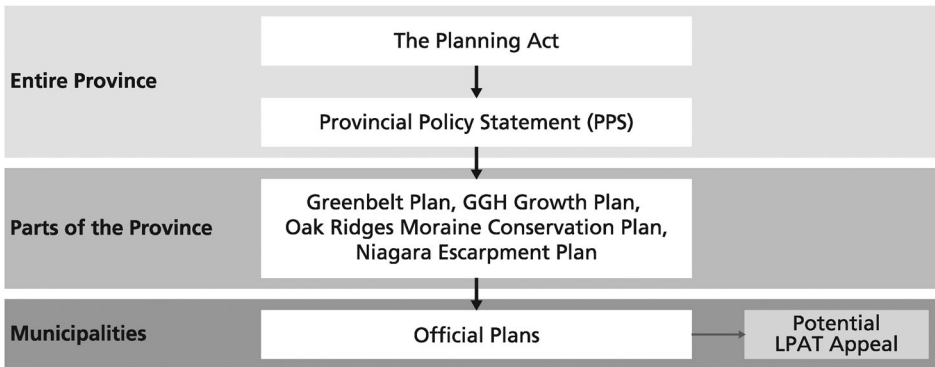 The Planning Act
Entire Province
Provincial Policy Statement (PPS)
Parts of the Province
Greenbelt Plan, GGH Growth Plan,
Oak Ridges Moraine Conservation Plan,
Niagara Escarpment Plan
Municipalities
Official Plans
Potential
LPAT Appeal